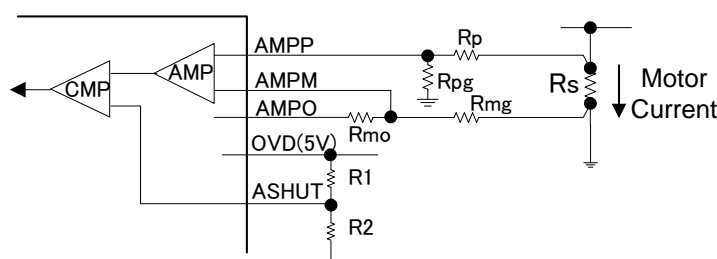 AMPP
Rp
AMP
AMPM
Rpg
Rs
Motor
Current
CMP
AMPO
Rmo
Rmg
OVD(5V)
R1
ASHUT
R2